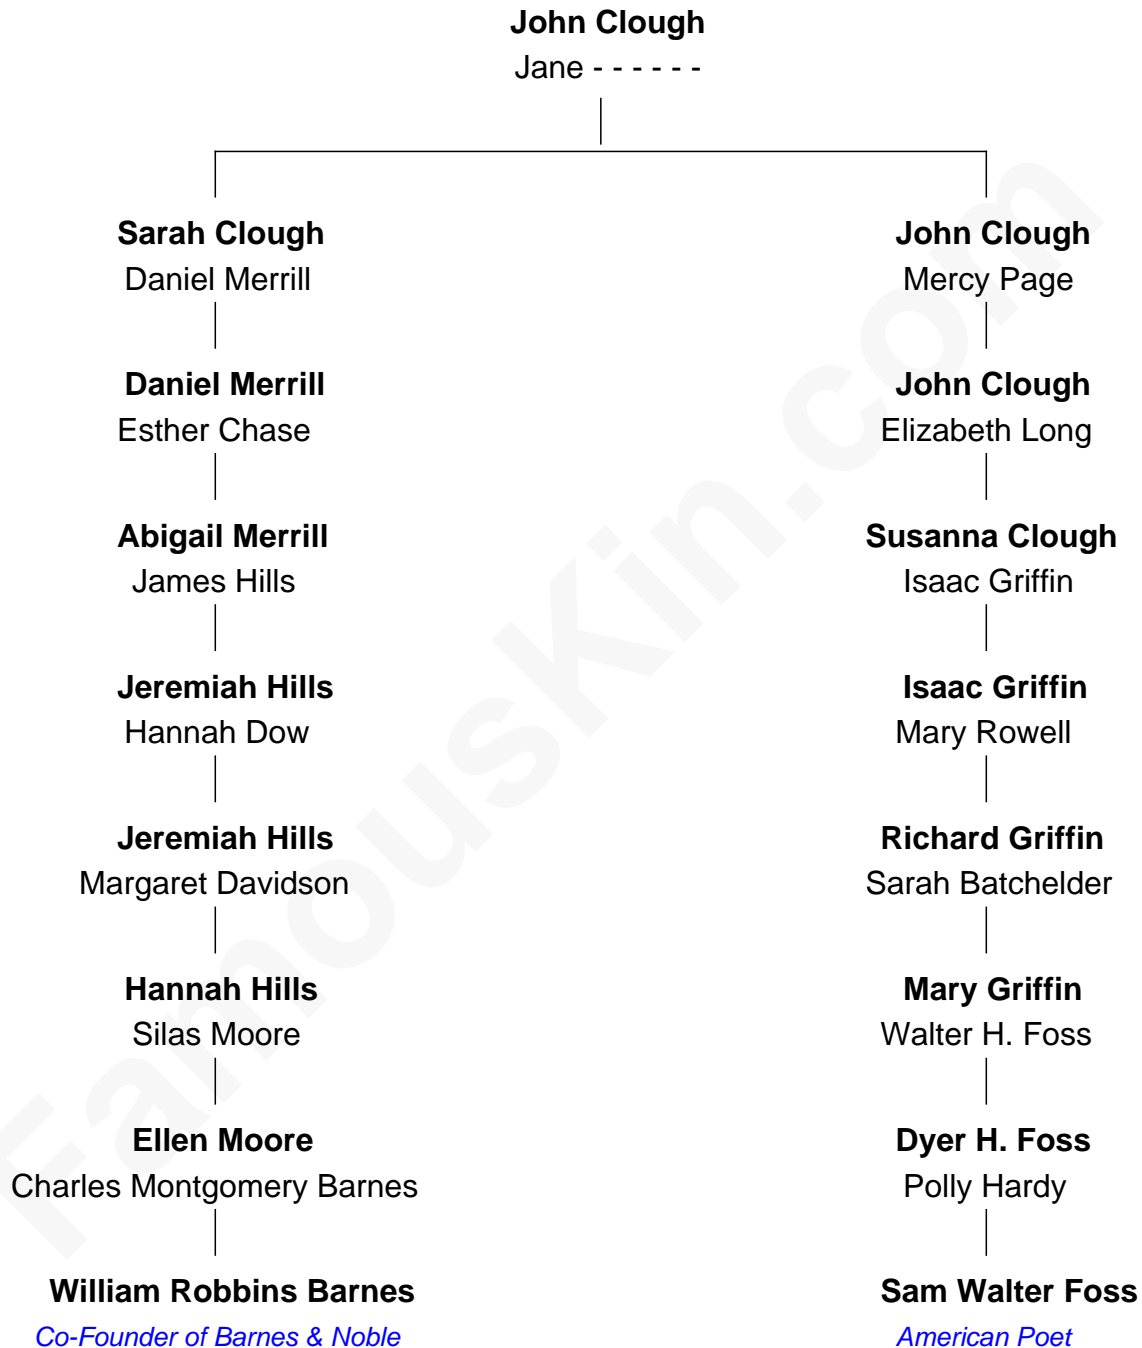 John Clough
Jane - - - - - -
Sarah Clough
Daniel Merrill
John Clough
Mercy Page
Daniel Merrill
Esther Chase
John Clough
Elizabeth Long
Abigail Merrill
James Hills
Susanna Clough
Isaac Griffin
Jeremiah Hills
Hannah Dow
Isaac Griffin
Mary Rowell
Jeremiah Hills
Margaret Davidson
Richard Griffin
Sarah Batchelder
Hannah Hills
Silas Moore
Mary Griffin
Walter H. Foss
Ellen Moore
Charles Montgomery Barnes
Dyer H. Foss
Polly Hardy
William Robbins Barnes
Co-Founder of Barnes & Noble
Sam Walter Foss
American Poet
FamousKin.com